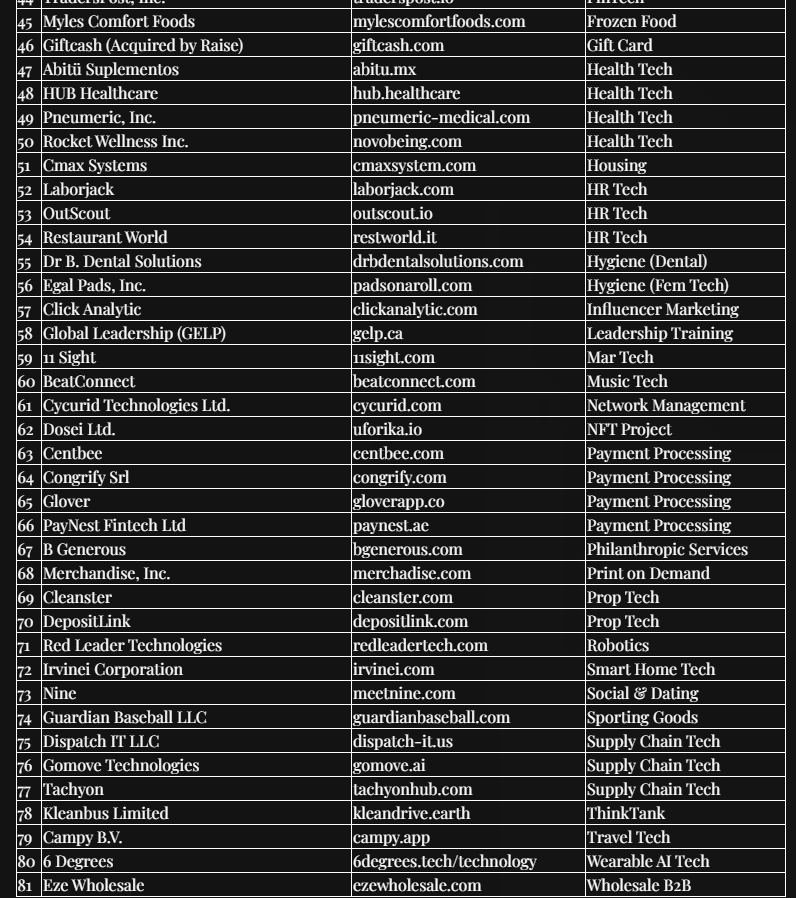 44 TradersPost, Inc. traderspost.io FinTech
45 Myles Comfort Foods mylescomfortfoods.com Frozen Food
46 Giftcash (Acquired by Raise) giftcash.com Gift Card
47 Abitü Suplementos abitu.mx Health Tech
48 HUB Healthcare hub.healthcare Health Tech
49 Pneumeric, Inc. pneumeric-medical.com Health Tech
50 Rocket Wellness Inc. novobeing.com Health Tech
51 Cmax Systems cmaxsystem.com Housing
52 Laborjack laborjack.com HR Tech
53 OutScout outscout.io HR Tech
54 Restaurant World restworld.it HR Tech
55 Dr B. Dental Solutions drbdentalsolutions.com Hygiene (Dental)
56 Egal Pads, Inc. padsonaroll.com Hygiene (Fem Tech)
57 Click Analytic clickanalytic.com Influencer Marketing
58 Global Leadership (GELP) gelp.ca Leadership Training
59 11 Sight 11sight.com Mar Tech
60 BeatConnect beatconnect.com Music Tech
61 Cycurid Technologies Ltd. cycurid.com Network Management
62 Dosei Ltd. uforika.io NFT Project
63 Centbee centbee.com Payment Processing
64 Congrify Srl congrify.com Payment Processing
65 Glover gloverapp.co Payment Processing
66 PayNest Fintech Ltd paynest.ae Payment Processing
67 B Generous bgenerous.com Philanthropic Services
68 Merchandise, Inc. merchadise.com Print on Demand
69 Cleanster cleanster.com Prop Tech
70 DepositLink depositlink.com Prop Tech
71 Red Leader Technologies redleadertech.com Robotics
72 Irvinei Corporation irvinei.com Smart Home Tech
73 Nine meetnine.com Social & Dating
74 Guardian Baseball LLC guardianbaseball.com Sporting Goods
75 Dispatch IT LLC dispatch-it.us Supply Chain Tech
76 Gomove Technologies gomove.ai Supply Chain Tech
77 Tachyon tachyonhub.com Supply Chain Tech
78 Kleanbus Limited kleandrive.earth ThinkTank
79 Campy B.V. campy.app Travel Tech
80 6 Degrees 6degrees.tech/technology Wearable AI Tech
81 Eze Wholesale ezewholesale.com Wholesale B2B